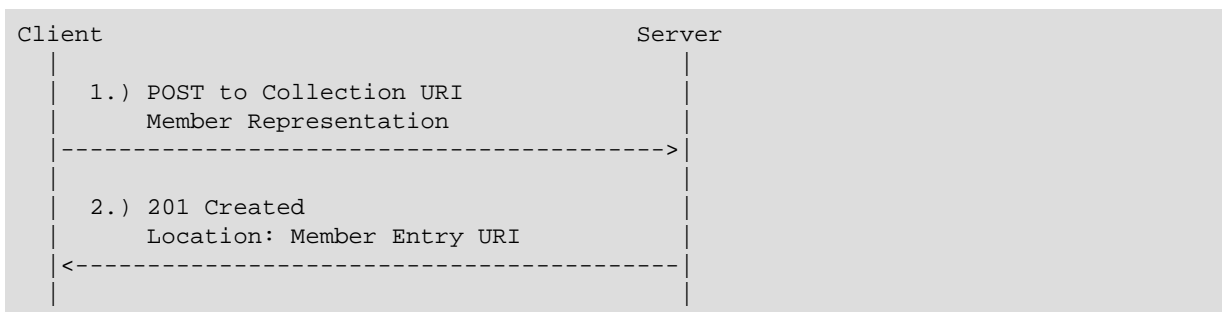 Client                                             Server
  |                                                   |
  |  1.) POST to Collection URI                       |
  |      Member Representation                        |
  |-------------------------------------------------->|
  |                                                   |
  |  2.) 201 Created                                  |
  |      Location: Member Entry URI                   |
  |<--------------------------------------------------|
  |                                                   |